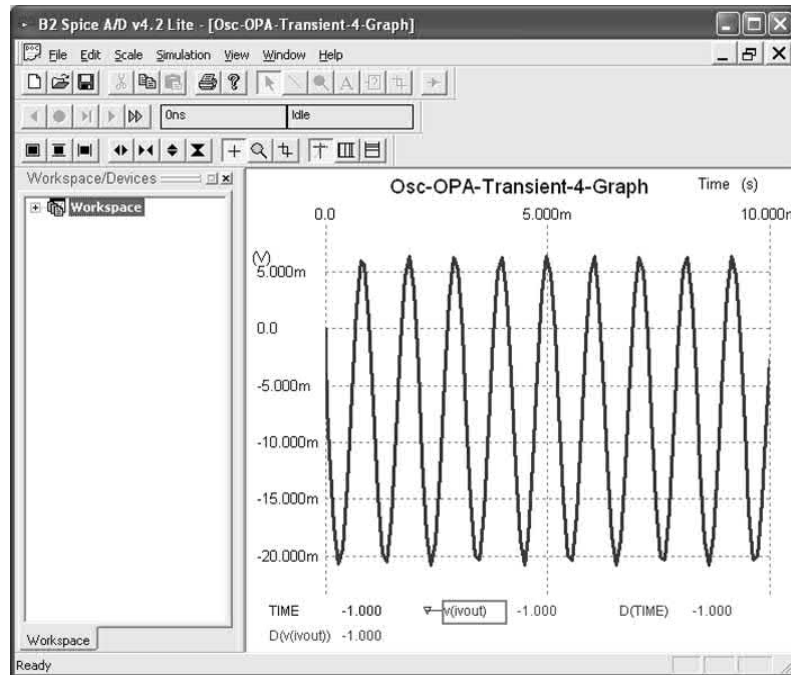 B2 Spice A/D v4.2 Lite - [Osc-OPA-Transient-4-Graph]
File Edit Scale Simulation View Window Help
A
0ns Idle
Workspace/Devices
Workspace
Osc-OPA-Transient-4-Graph Time (s)
0.0 5.000m 10.000m
(V)
5.000m
0.0
-5.000m
-10.000m
-15.000m
-20.000m
TIME -1.000 v(ivout) -1.000 D(TIME) -1.000
D(v(ivout)) -1.000
Workspace
Ready